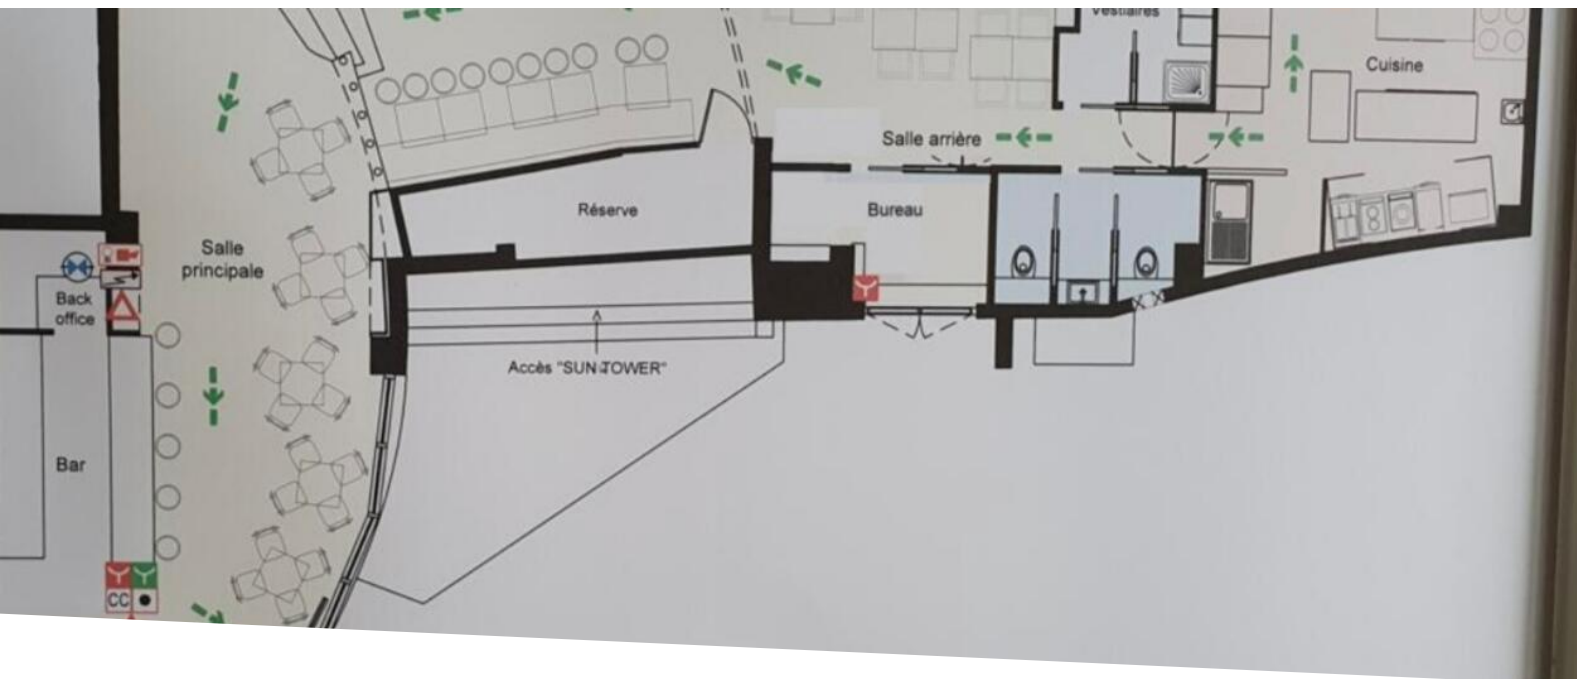 Vestiaires
Cuisine
Salle arrière
Réserve
Bureau
Salle
principale
Back
office
Accès "SUN TOWER"
Bar
CC